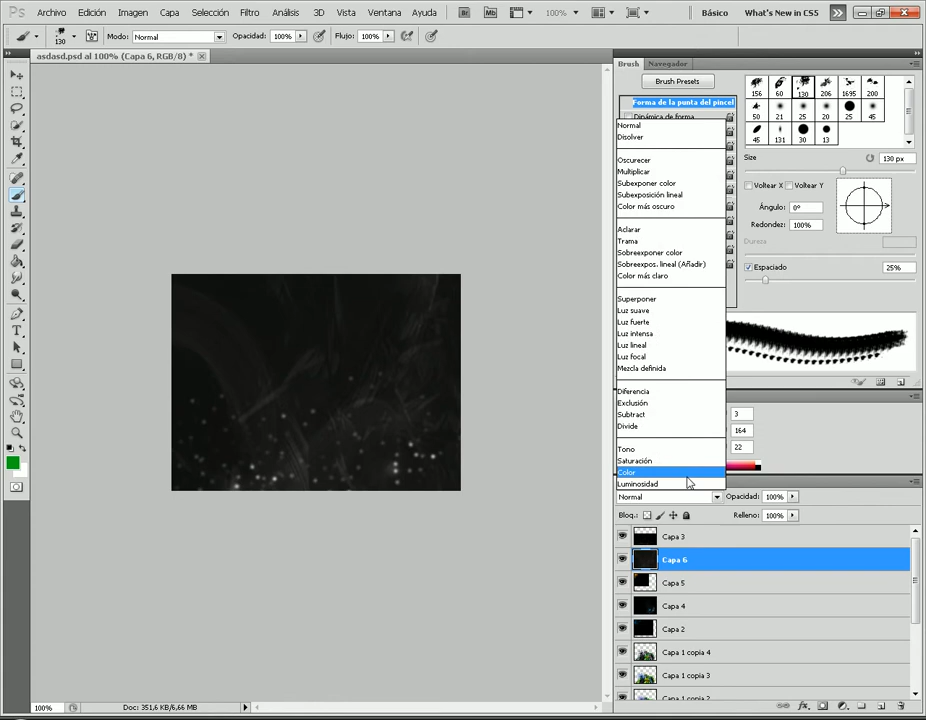 Ps Archivo Edición Imagen Capa Selección Filtro Análisis 3D Vista Ventana Ayuda Br Mb 100% Básico What's New in CS5
130 Modo: Normal Opacidad: 100% Flujo: 100%
asdasd.psd al 100% (Capa 6, RGB/8) *
Brush Navegador
Brush Presets
Forma de la punta del pincel
Dinámica de forma
156 60 130 206 1695 200
50 21 25 20 25 45
45 131 30 13
Size 130 px
Voltear X Voltear Y
Ángulo: 0º
Redondez: 100%
Dureza
Espaciado 25%
Normal
Disolver
Oscurecer
Multiplicar
Subexponer color
Subexposición lineal
Color más oscuro
Aclarar
Trama
Sobreexponer color
Sobreexpos. lineal (Añadir)
Color más claro
Superponer
Luz suave
Luz fuerte
Luz intensa
Luz lineal
Luz focal
Mezcla definida
Diferencia
Exclusión
Subtract
Divide
Tono
Saturación
Color
Luminosidad
3
164
22
Normal Opacidad: 100%
Bloq.: Relleno: 100%
Capa 3
Capa 6
Capa 5
Capa 4
Capa 2
Capa 1 copia 4
Capa 1 copia 3
Capa 1 copia 2
100% Doc: 351,6 KB/6,66 MB